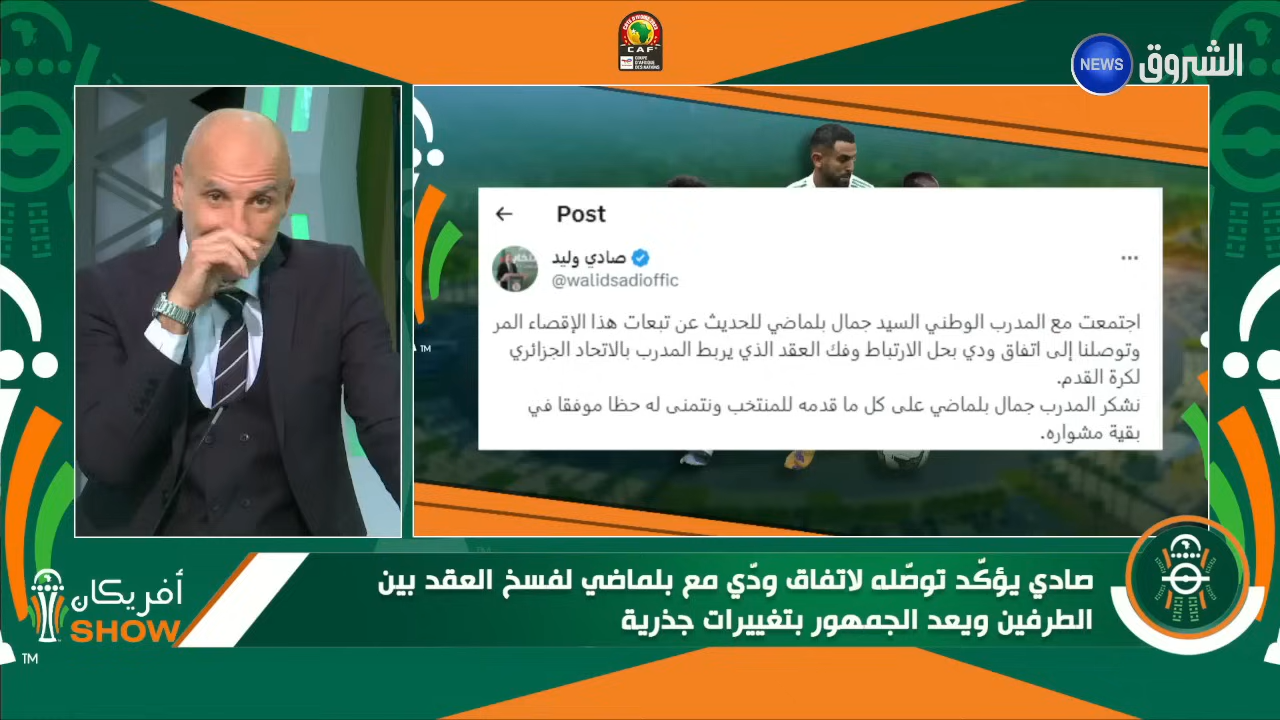 CAF
الشروق
NEWS
Post
صادي وليد
@walidsadioffic
اجتمعت مع المدرب الوطني السيد جمال بلماضي للحديث عن تبعات هذا الإقصاء المر
وتوصلنا إلى اتفاق ودي بحل الارتباط وفك العقد الذي يربط المدرب بالاتحاد الجزائري
لكرة القدم.
نشكر المدرب جمال بلماضي على كل ما قدمه للمنتخب ونتمنى له حظا موفقا في
بقية مشواره.
TM
صادي يؤكّد توصّله لاتفاق ودّي مع بلماضي لفسخ العقد بين
الطرفين ويعد الجمهور بتغييرات جذرية
أفريكان
SHOW
TM